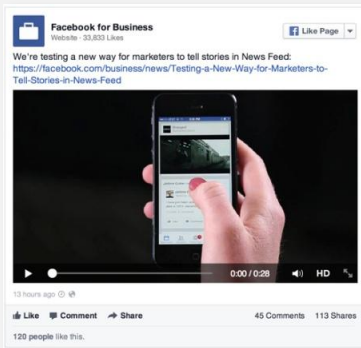 Facebook for Business
Website · 33,833 Likes
Like Page
We're testing a new way for marketers to tell stories in News Feed:
https://facebook.com/business/news/Testing-a-New-Way-for-Marketers-to-
Tell-Stories-in-News-Feed
0:00 / 0:28
HD
13 hours ago
Like Comment Share
45 Comments 113 Shares
120 people like this.